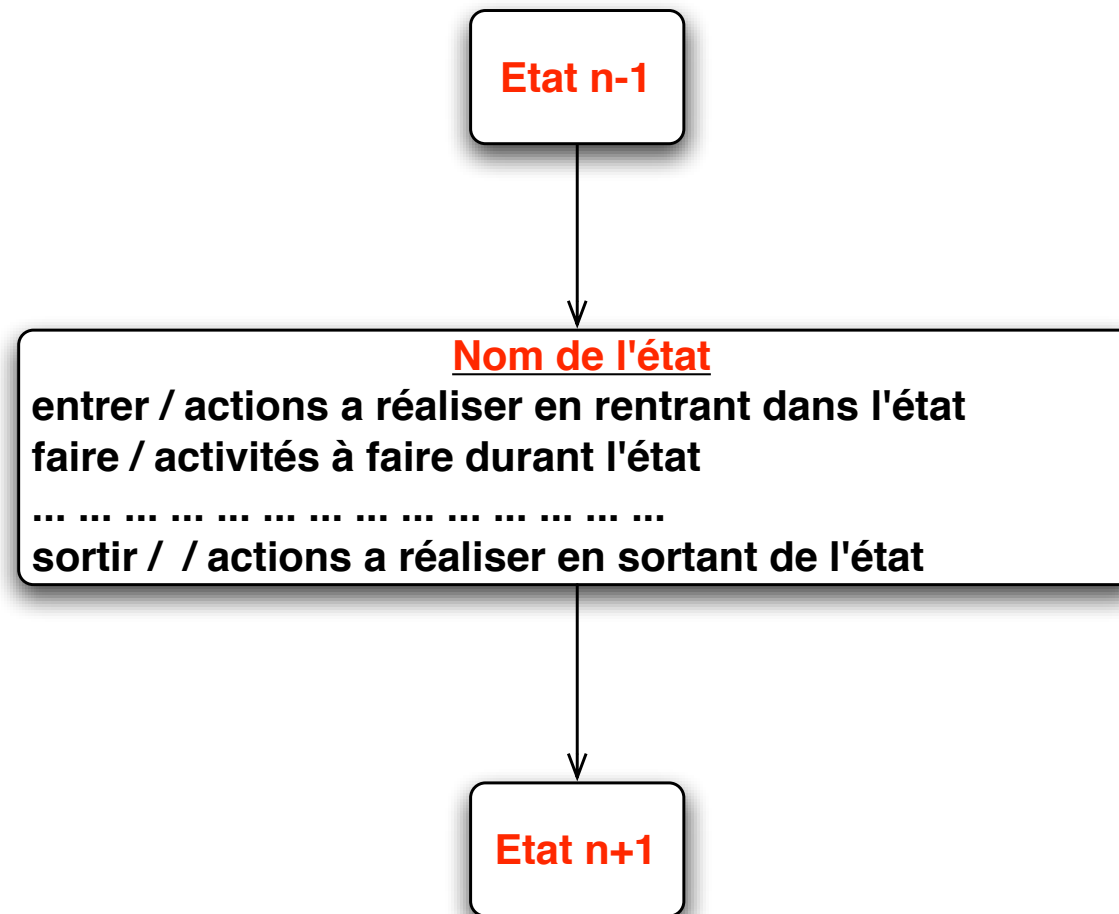 Etat n-1
Nom de l'état
entrer / actions a réaliser en rentrant dans l'état
faire / activités à faire durant l'état
... ... ... ... ... ... ... ... ... ... ... ... ... ...
sortir /  / actions a réaliser en sortant de l'état
Etat n+1